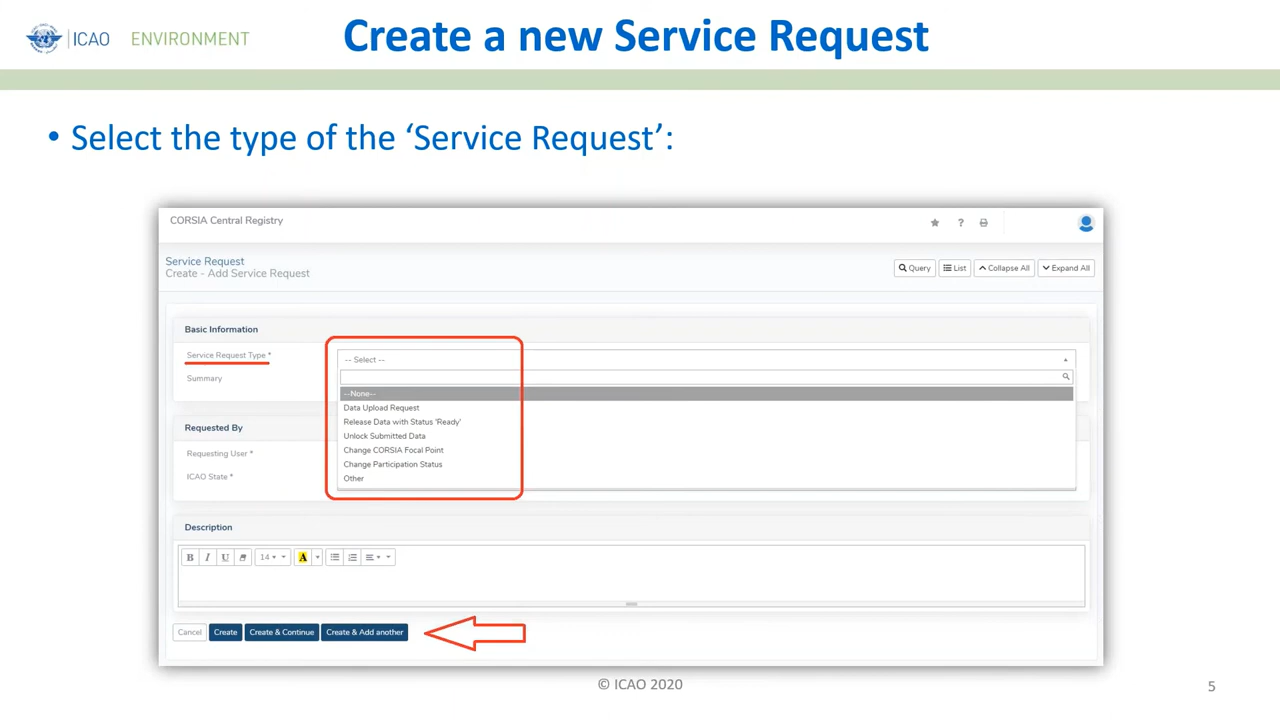 ICAO ENVIRONMENT
Create a new Service Request
• Select the type of the ‘Service Request’:
CORSIA Central Registry
?
Service Request
Create - Add Service Request
Query List Collapse All Expand All
Basic Information
Service Request Type *
-- Select --
Summary
--None--
Data Upload Request
Release Data with Status 'Ready'
Unlock Submitted Data
Change CORSIA Focal Point
Change Participation Status
Other
Requested By
Requesting User *
ICAO State *
Description
B I U 14 A
Cancel Create Create & Continue Create & Add another
© ICAO 2020
5